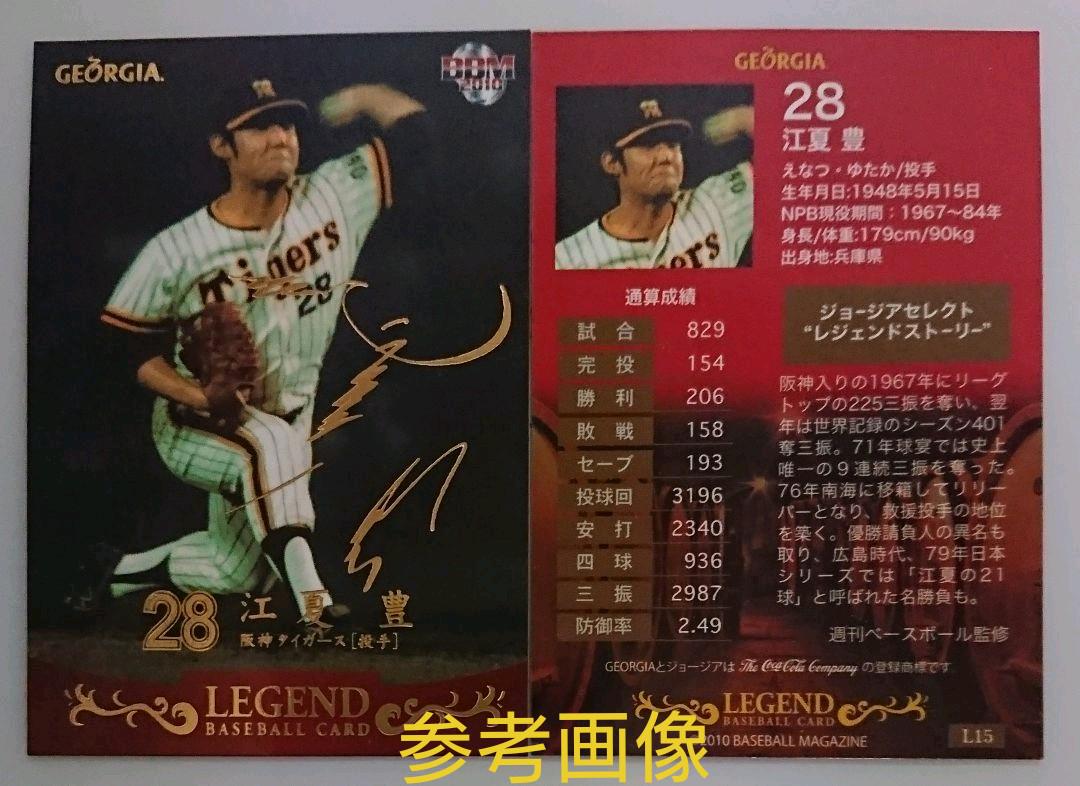 GEORGIA.
BBM
2010
Tigers
28
40
28 江夏 豊
阪神タイガース[投手]
LEGEND
BASEBALL CARD
GEORGIA
28
江夏 豊
えなつ・ゆたか/投手
生年月日:1948年5月15日
NPB現役期間：1967〜84年
身長/体重:179cm/90kg
出身地:兵庫県
通算成績
試合 829
完投 154
勝利 206
敗戦 158
セーブ 193
投球回 3196
安打 2340
四球 936
三振 2987
防御率 2.49
ジョージアセレクト
“レジェンドストーリー”
阪神入りの1967年にリーグ
トップの225三振を奪い、翌
年は世界記録のシーズン401
奪三振。71年球宴では史上
唯一の９連続三振を奪った。
76年南海に移籍してリリー
バーとなり、救援投手の地位
を築く。優勝請負人の異名も
取り、広島時代、79年日本
シリーズでは「江夏の21
球」と呼ばれた名勝負も。
週刊ベースボール監修
GEORGIAとジョージアは The Coca-Cola Company の登録商標です
LEGEND
BASEBALL CARD
2010 BASEBALL MAGAZINE
L15
参考画像